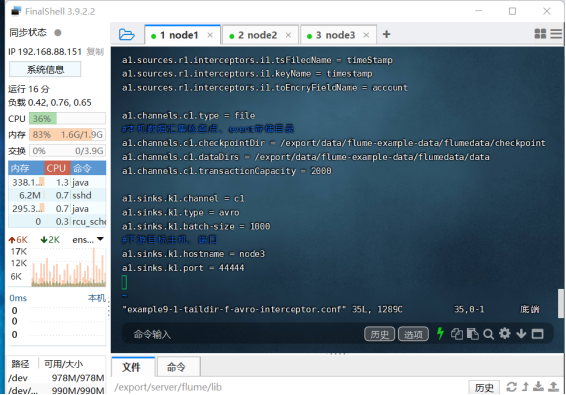 FinalShell 3.9.2.2
同步状态
IP 192.168.88.151 复制
系统信息
运行 16 分
负载 0.42, 0.76, 0.65
CPU 36%
内存 83% 1.6G/1.9G
交换 0% 0/3.9G
内存 CPU 命令
338.1... 1.3 java
6.2M 0.7 sshd
295.3... 0.7 java
0 0.3 rcu_sche
6K 2K ens...
17K
12K
6K
0ms 本机
0
0
0
路径 可用/大小
/dev 978M/978M
/dev/... 990M/990M
1 node1
2 node2
3 node3
a1.sources.r1.interceptors.i1.tsFiledName = timeStamp
a1.sources.r1.interceptors.i1.keyName = timestamp
a1.sources.r1.interceptors.i1.toEncryFieldName = account
a1.channels.c1.type = file
a1.channels.c1.checkpointDir = /export/data/flume-example-data/flumedata/checkpoint
a1.channels.c1.dataDirs = /export/data/flume-example-data/flumedata/data
a1.channels.c1.transactionCapacity = 2000
a1.sinks.k1.channel = c1
a1.sinks.k1.type = avro
a1.sinks.k1.batch-size = 1000
a1.sinks.k1.hostname = node3
a1.sinks.k1.port = 44444
~
"example9-1-taildir-f-avro-interceptor.conf" 35L, 1289C 35,0-1 底端
命令输入 历史 选项
文件 命令
/export/server/flume/lib 历史